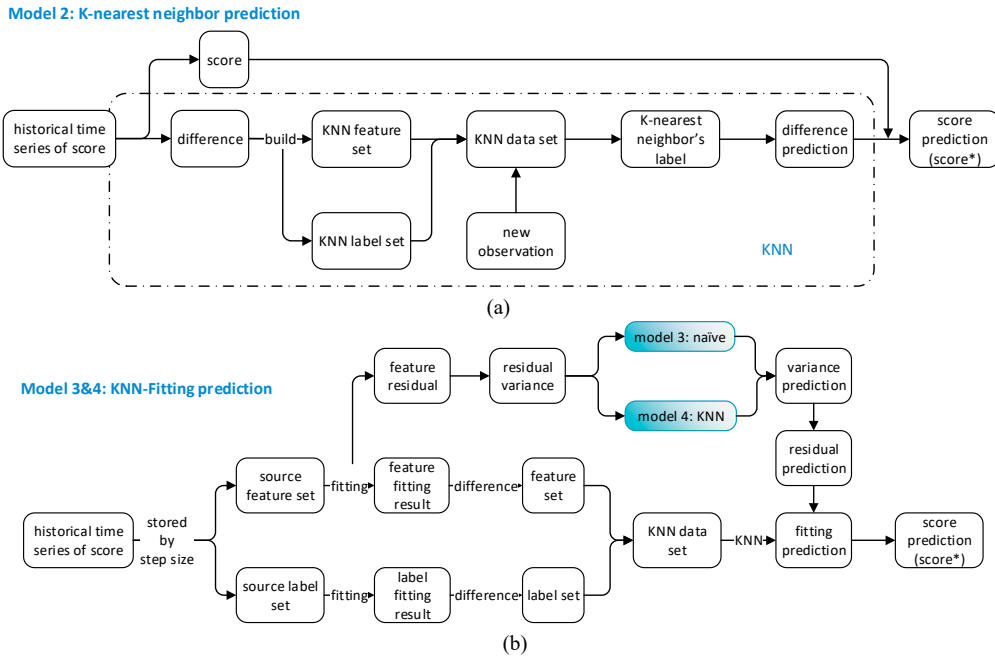 Model 2: K-nearest neighbor prediction
score
historical time
series of score
difference
build
KNN feature
set
KNN data set
K-nearest
neighbor's
label
difference
prediction
score
prediction
(score*)
KNN label set
new
observation
KNN
(a)
Model 3&4: KNN-Fitting prediction
feature
residual
residual
variance
model 3: naïve
model 4: KNN
variance
prediction
residual
prediction
source
feature set
fitting
feature
fitting
result
difference
feature
set
historical time
series of score
stored
by
step size
KNN data
set
KNN
fitting
prediction
score
prediction
(score*)
source label
set
fitting
label
fitting
result
difference
label set
(b)